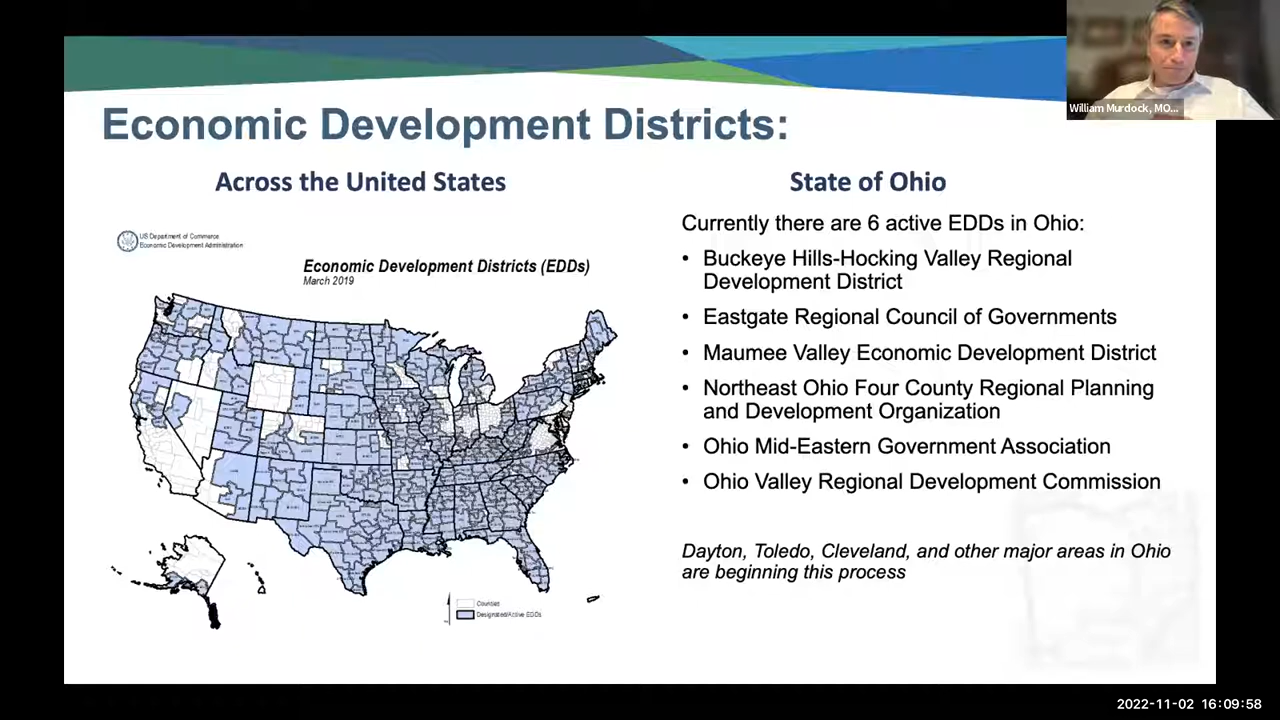 William Murdock, MO...
Economic Development Districts:
Across the United States
State of Ohio
US Department of Commerce
Economic Development Administration
Economic Development Districts (EDDs)
March 2019
Counties
Designated/Active EDDs
Currently there are 6 active EDDs in Ohio:
• Buckeye Hills-Hocking Valley Regional
Development District
• Eastgate Regional Council of Governments
• Maumee Valley Economic Development District
• Northeast Ohio Four County Regional Planning
and Development Organization
• Ohio Mid-Eastern Government Association
• Ohio Valley Regional Development Commission
Dayton, Toledo, Cleveland, and other major areas in Ohio
are beginning this process
2022-11-02 16:09:58